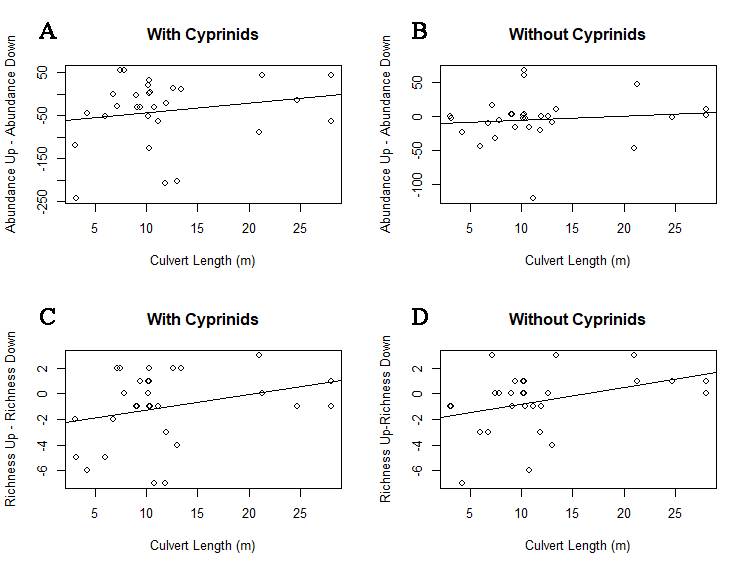 A
With Cyprinids
Abundance Up - Abundance Down
50
-50
-150
-250
5
10
15
20
25
Culvert Length (m)
B
Without Cyprinids
Abundance Up - Abundance Down
50
0
-50
-100
5
10
15
20
25
Culvert Length (m)
C
With Cyprinids
Richness Up - Richness Down
2
0
-2
-4
-6
5
10
15
20
25
Culvert Length (m)
D
Without Cyprinids
Richness Up-Richness Down
2
0
-2
-4
-6
5
10
15
20
25
Culvert Length (m)